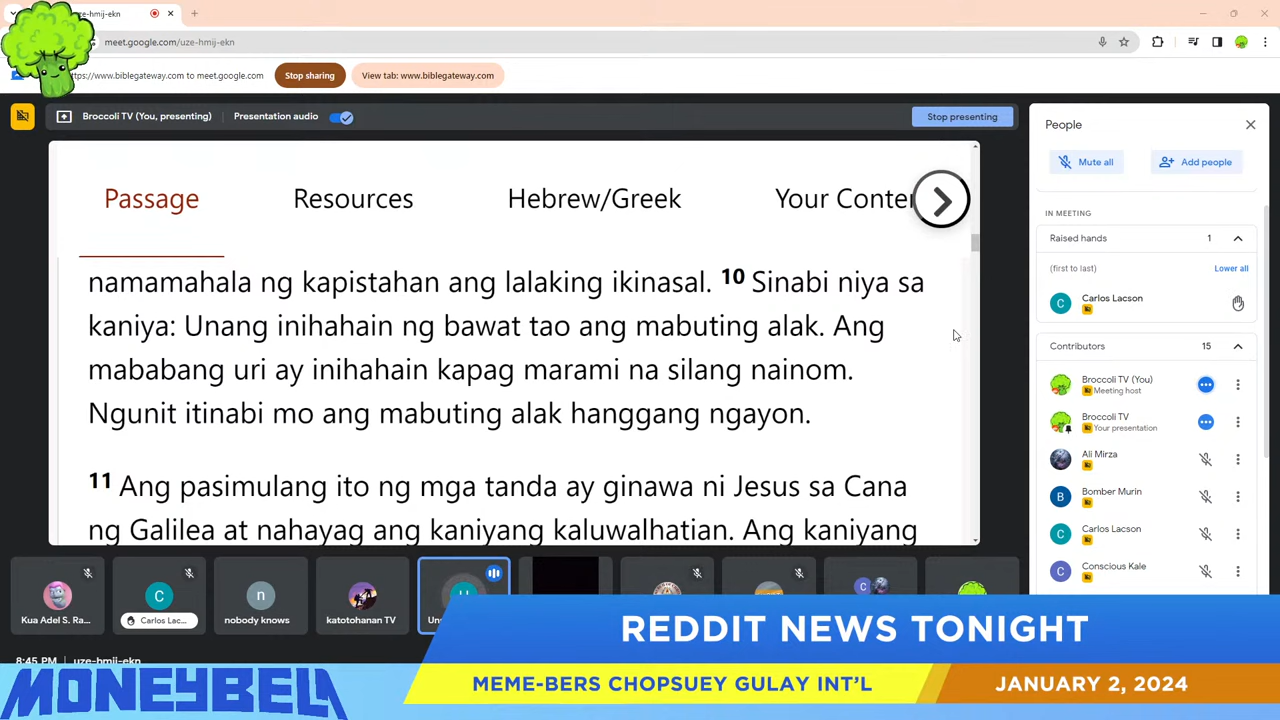 ze-hmij-ekn
meet.google.com/uze-hmij-ekn
https://www.biblegateway.com to meet.google.com
Stop sharing
View tab: www.biblegateway.com
Broccoli TV (You, presenting)
Presentation audio
Stop presenting
Passage
Resources
Hebrew/Greek
Your Conte
namamahala ng kapistahan ang lalaking ikinasal. 10 Sinabi niya sa
kaniya: Unang inihahain ng bawat tao ang mabuting alak. Ang
mababang uri ay inihahain kapag marami na silang nainom.
Ngunit itinabi mo ang mabuting alak hanggang ngayon.
11 Ang pasimulang ito ng mga tanda ay ginawa ni Jesus sa Cana
ng Galilea at nahayag ang kaniyang kaluwalhatian. Ang kaniyang
People
Mute all
Add people
IN MEETING
Raised hands 1
(first to last) Lower all
C Carlos Lacson
Contributors 15
Broccoli TV (You)
Meeting host
Broccoli TV
Your presentation
Ali Mirza
B Bomber Murin
C Carlos Lacson
C Conscious Kale
Kua Adel S. Ra...
C
Carlos Lac...
n
nobody knows
katotohanan TV
U
Un
C
8:45 PM | uze-hmij-ekn
REDDIT NEWS TONIGHT
MONEYBELA
MEME-BERS CHOPSUEY GULAY INT'L
JANUARY 2, 2024